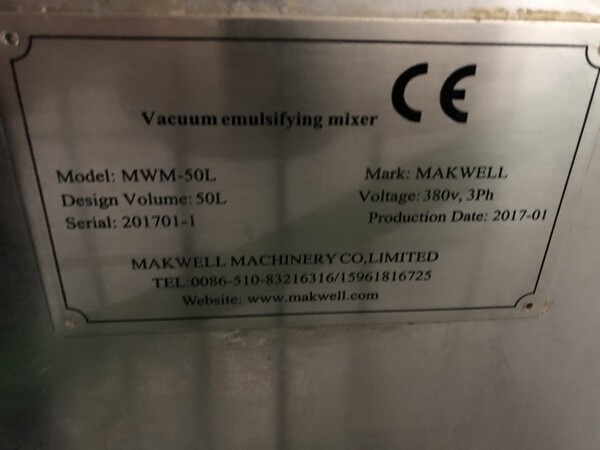 CE
Vacuum emulsifying mixer
Model: MWM-50L
Mark: MAKWELL
Design Volume: 50L
Voltage: 380v, 3Ph
Serial: 201701-1
Production Date: 2017-01
MAKWELL MACHINERY CO,LIMITED
TEL:0086-510-83216316/15961816725
Website: www.makwell.com